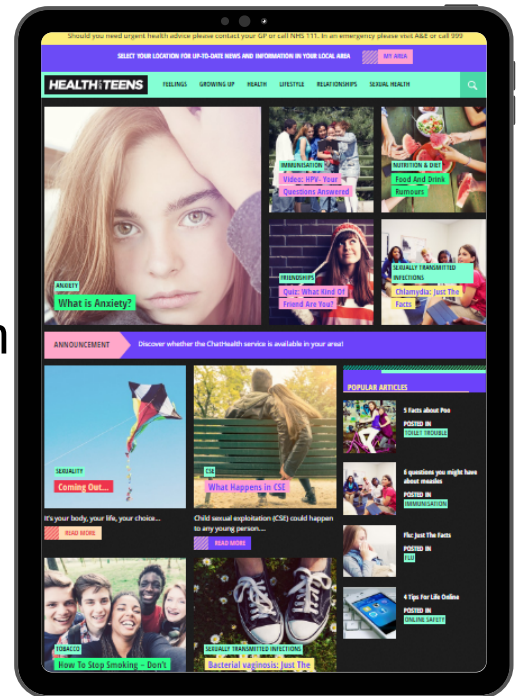 Should you need urgent health advice please contact your GP or call NHS 111. In an emergency please visit A&E or call 999
SELECT YOUR LOCATION FOR UP-TO-DATE NEWS AND INFORMATION IN YOUR LOCAL AREA
MY AREA
HEALTH FOR TEENS
FEELINGS GROWING UP HEALTH LIFESTYLE RELATIONSHIPS SEXUAL HEALTH
ANXIETY
What is Anxiety?
IMMUNISATION
Video: HPV- Your
Questions Answered
NUTRITION & DIET
Food And Drink
Rumours
FRIENDSHIPS
Quiz: What Kind Of
Friend Are You?
SEXUALLY TRANSMITTED
INFECTIONS
Chlamydia: Just The
Facts
ANNOUNCEMENT
Discover whether the ChatHealth service is available in your area!
SEXUALITY
Coming Out...
It's your body, your life, your choice...
READ MORE
CSE
What Happens in CSE
Child sexual exploitation (CSE) could happen
to any young person....
READ MORE
POPULAR ARTICLES
5 Facts about Poo
POSTED IN
TOILET TROUBLE
6 questions you might have
about measles
POSTED IN
IMMUNISATION
Flu: Just The Facts
POSTED IN
FLU
4 Tips For Life Online
POSTED IN
ONLINE SAFETY
TOBACCO
How To Stop Smoking – Don't
SEXUALLY TRANSMITTED INFECTIONS
Bacterial vaginosis: Just The